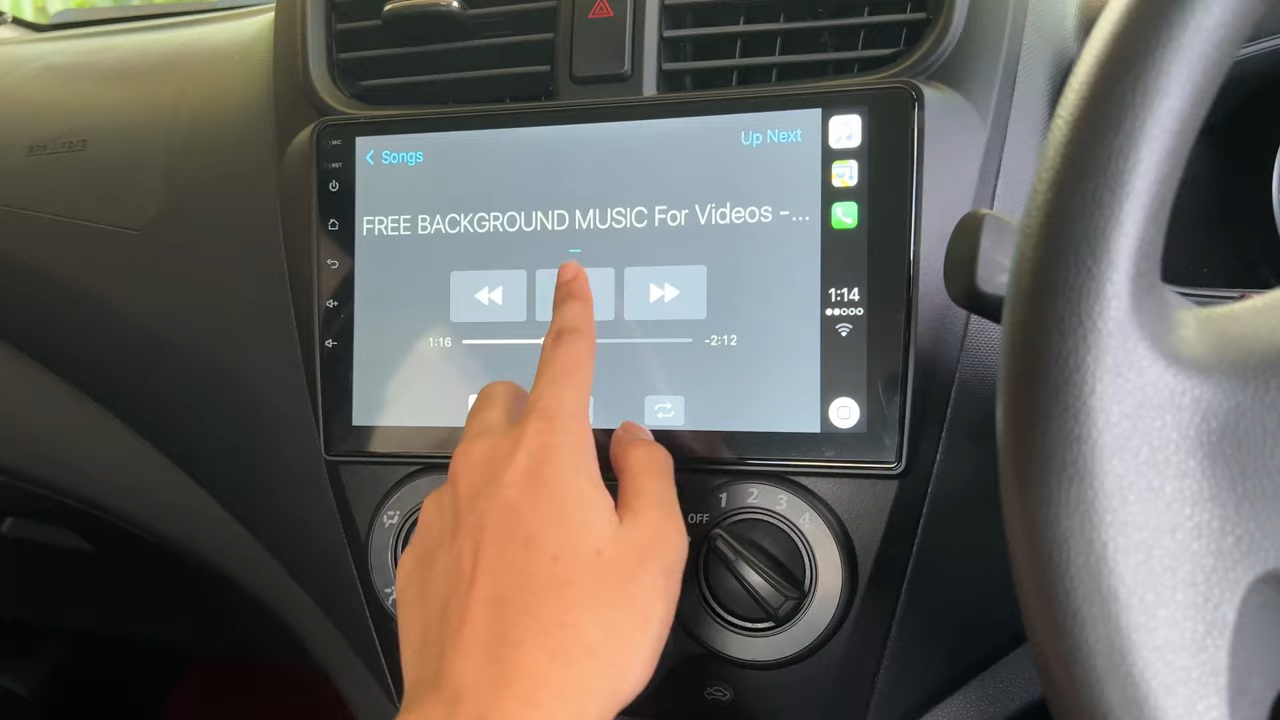 MIC
RST
Songs
Up Next
FREE BACKGROUND MUSIC For Videos -...
1:16
-2:12
1:14
OFF 1 2 3 4